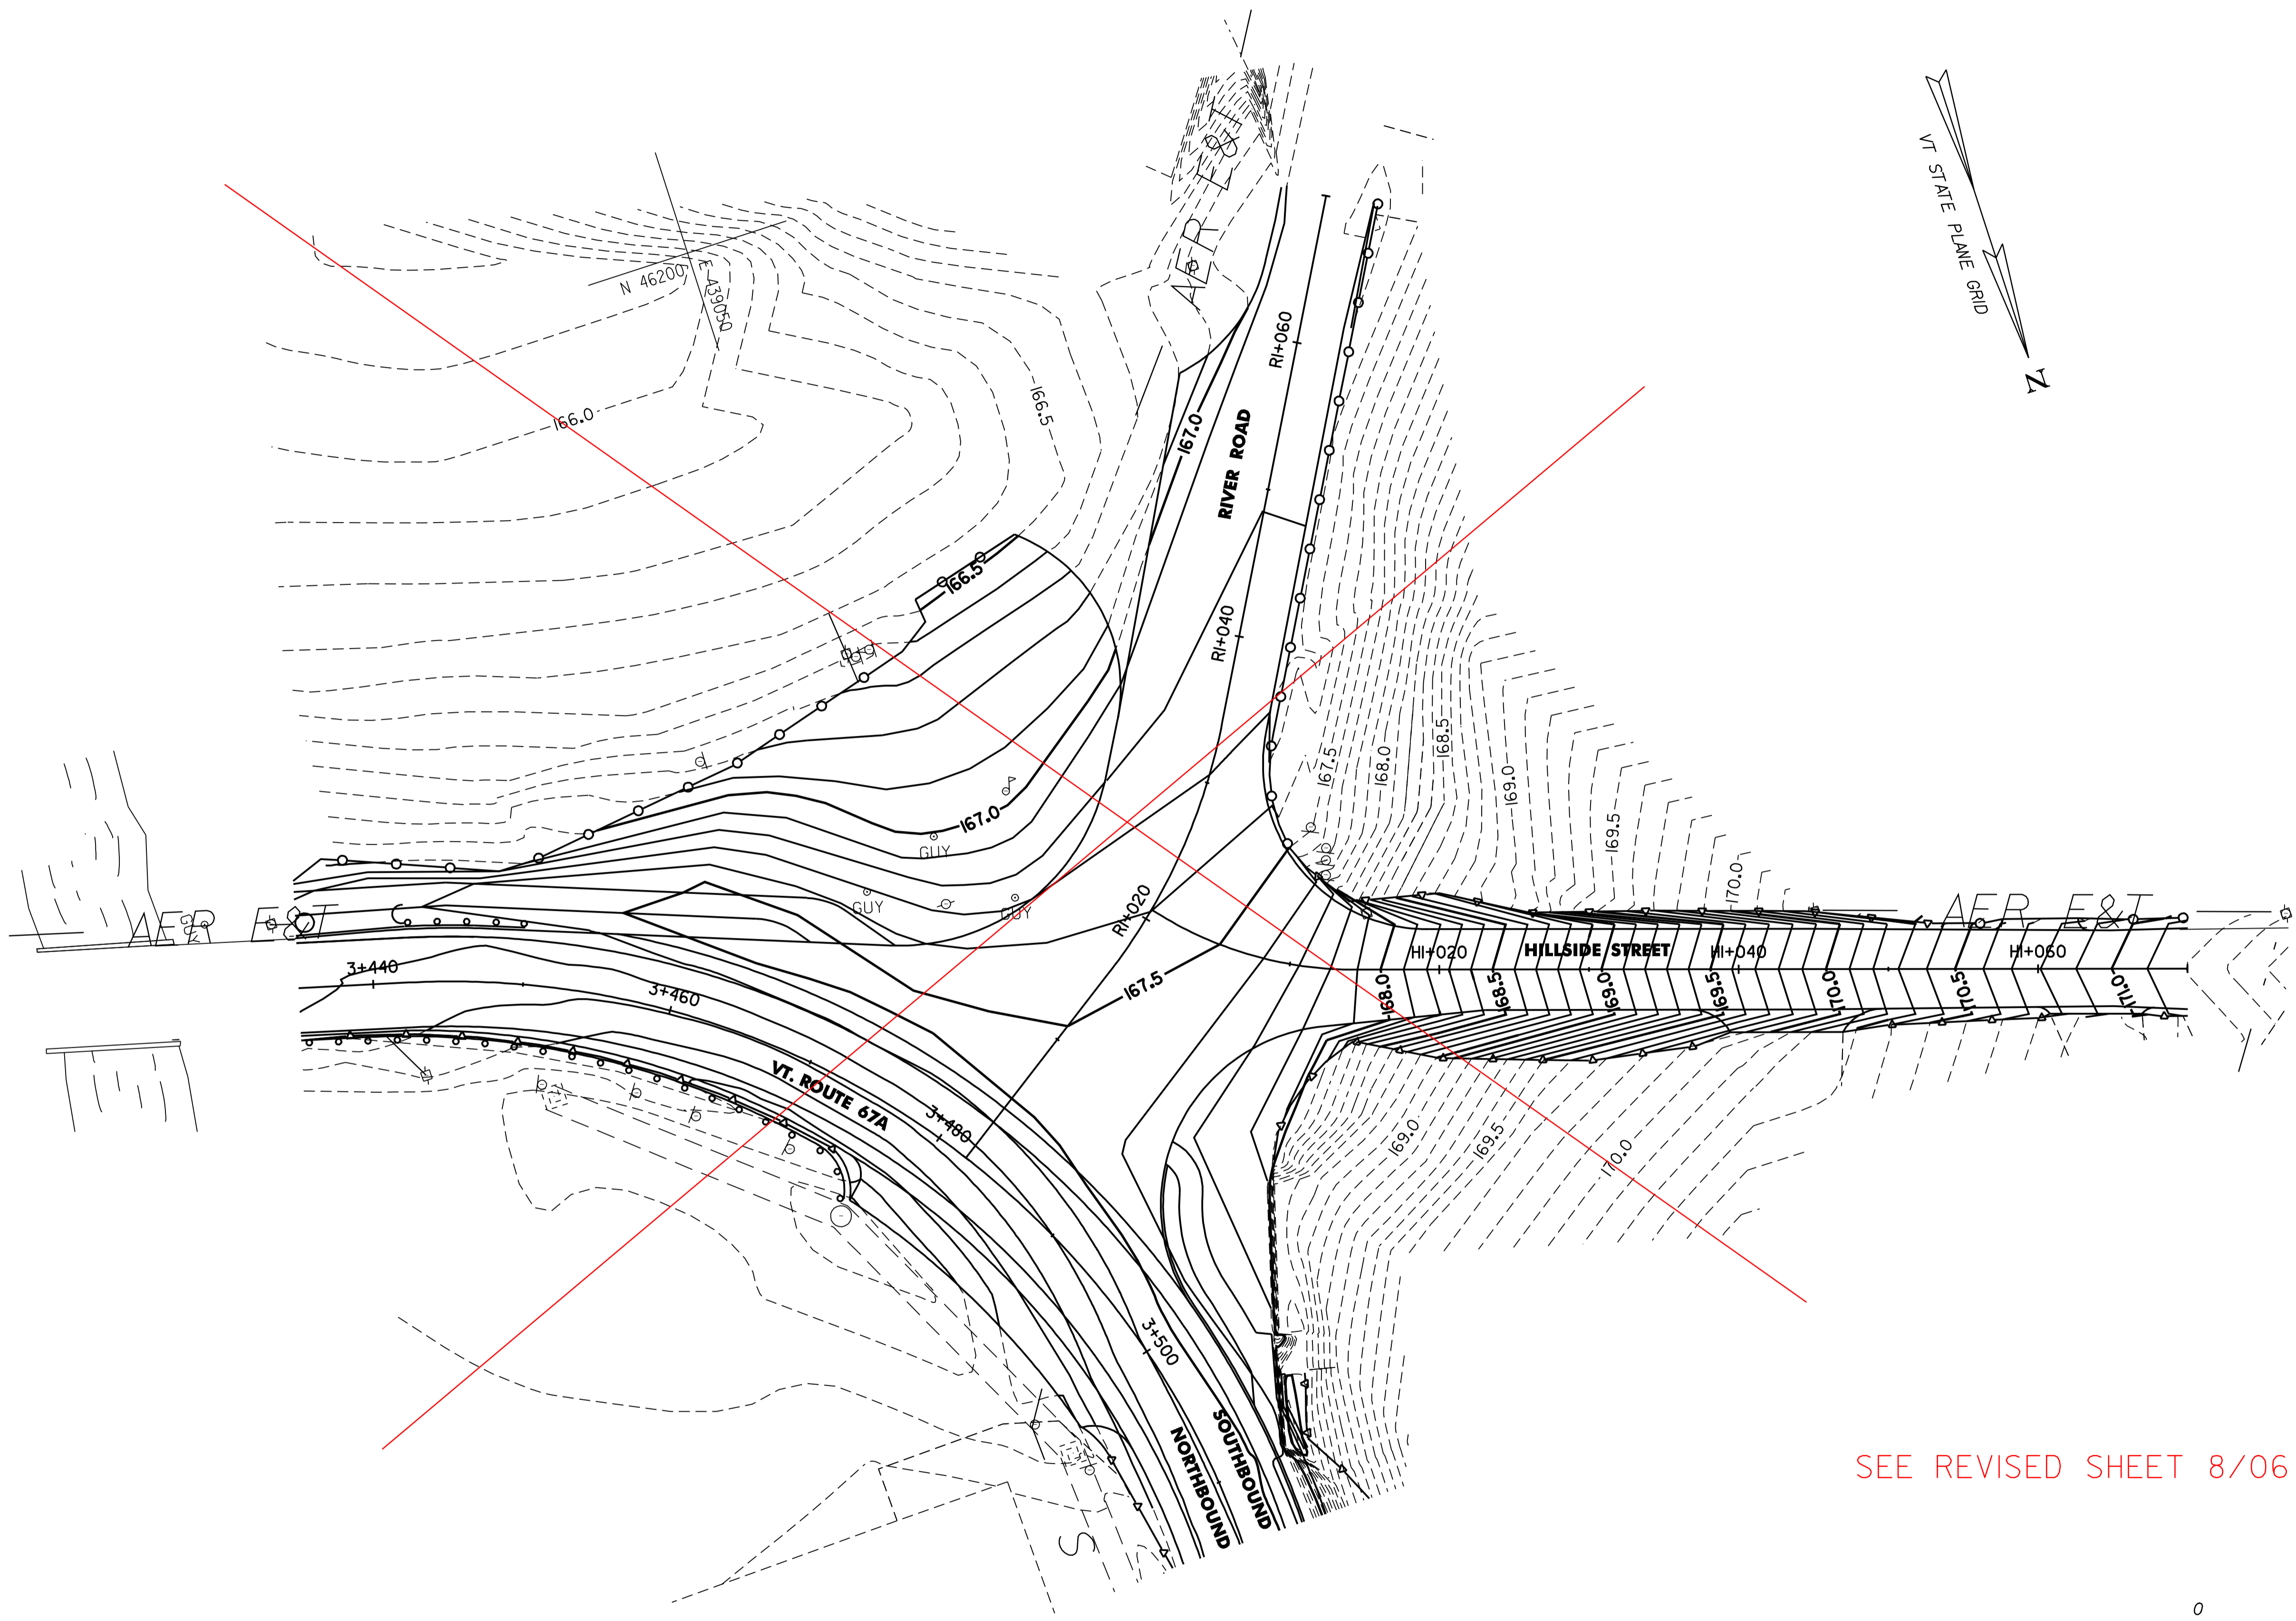 AER E&T
VT STATE PLANE GRID
N
N 46200
E 439050
RI+060
166.0
166.5
167.0
RIVER ROAD
166.5
RI+040
167.5
168.0
168.5
169.0
169.5
170.0
167.0
GUY
GUY
GUY
AER E&T
RI+020
AER E&T
HI+020
HILLSIDE STREET
HI+040
HI+060
3+440
3+460
167.5
168.0
168.5
169.0
169.5
170.0
170.5
171.0
VT. ROUTE 67A
3+480
169.0
169.5
170.0
3+500
NORTHBOUND
SOUTHBOUND
S
SEE REVISED SHEET 8/06
0